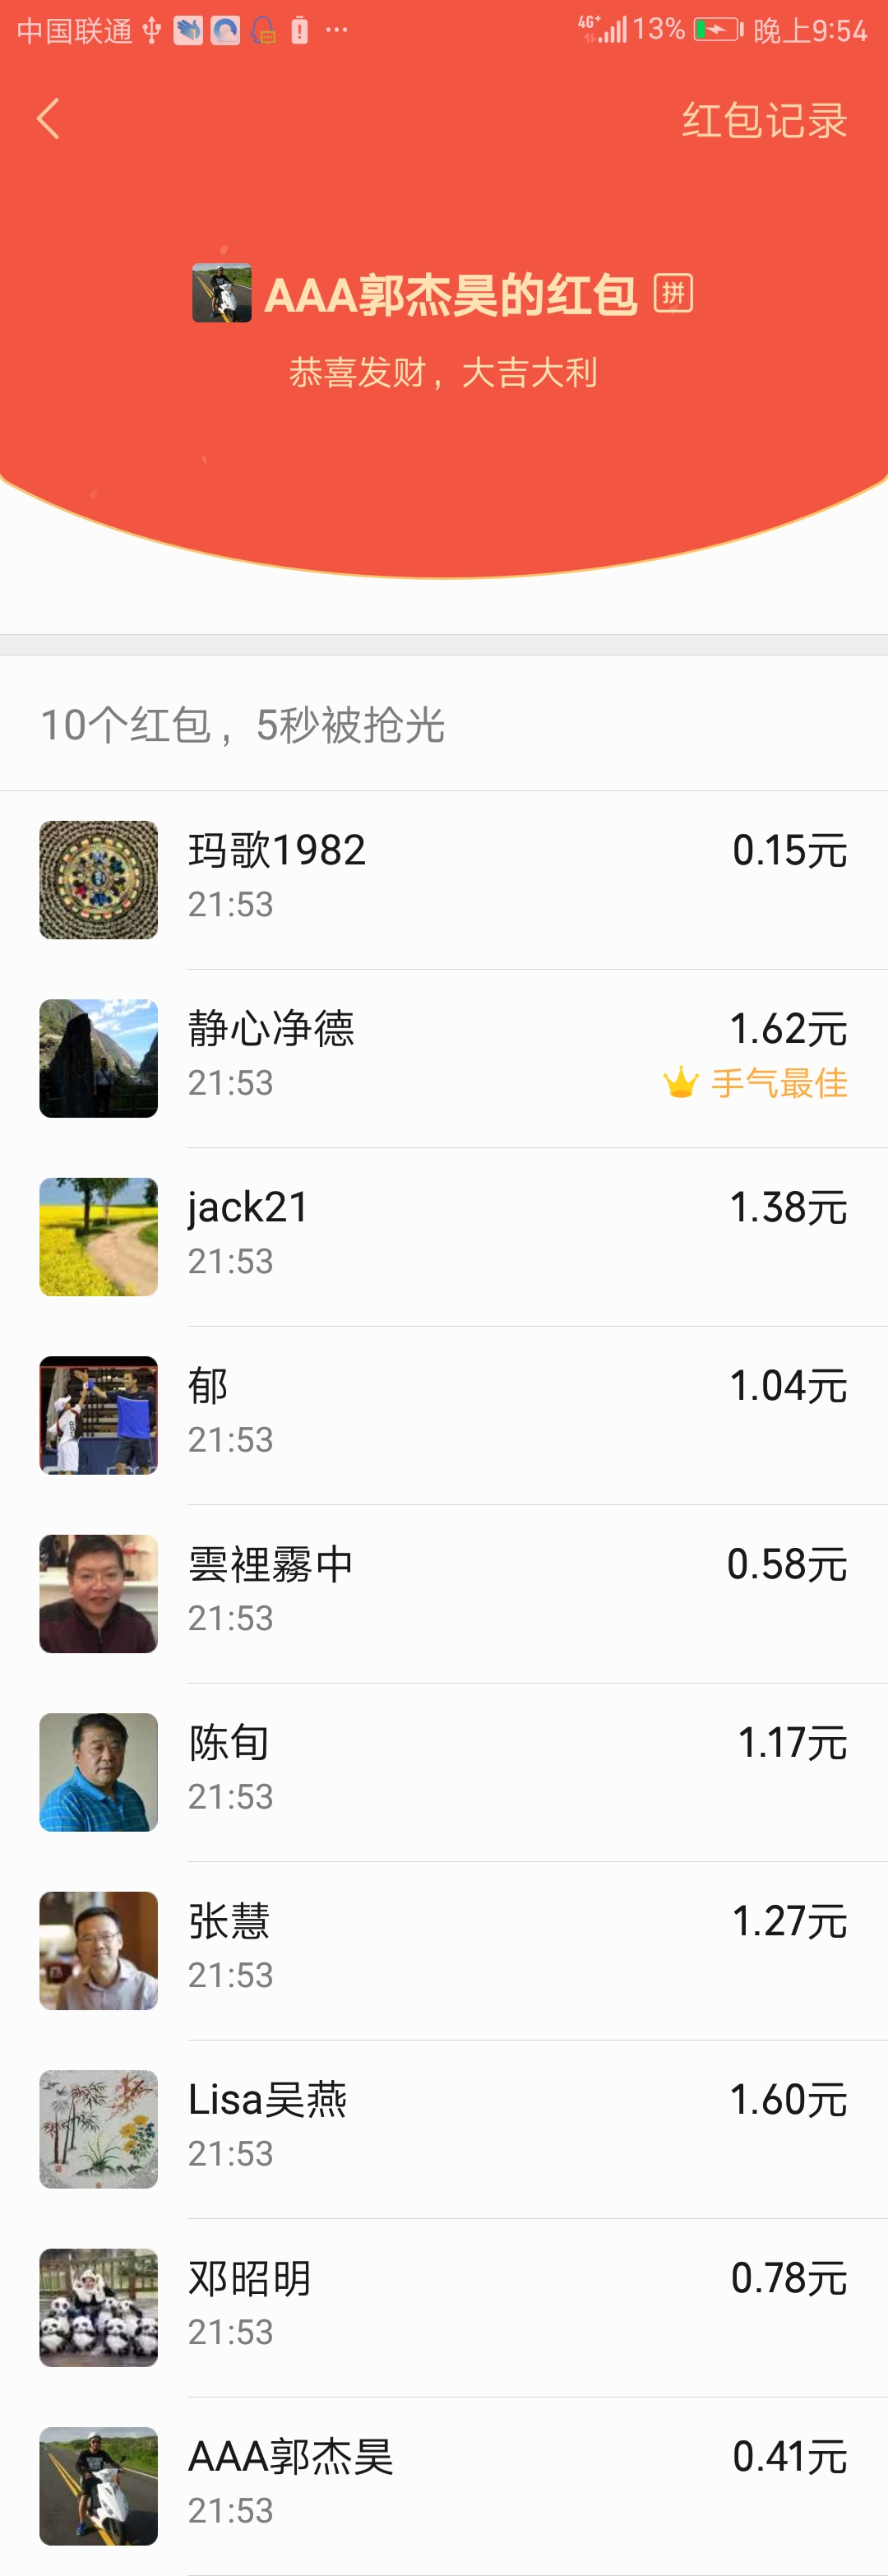 中国联通 4G+ 13% 晚上9:54
红包记录
AAA郭杰昊的红包 拼
恭喜发财，大吉大利
10个红包，5秒被抢光
玛歌1982 0.15元
21:53
静心净德 1.62元
21:53 手气最佳
jack21 1.38元
21:53
郁 1.04元
21:53
雲裡霧中 0.58元
21:53
陈旬 1.17元
21:53
张慧 1.27元
21:53
Lisa吴燕 1.60元
21:53
邓昭明 0.78元
21:53
AAA郭杰昊 0.41元
21:53